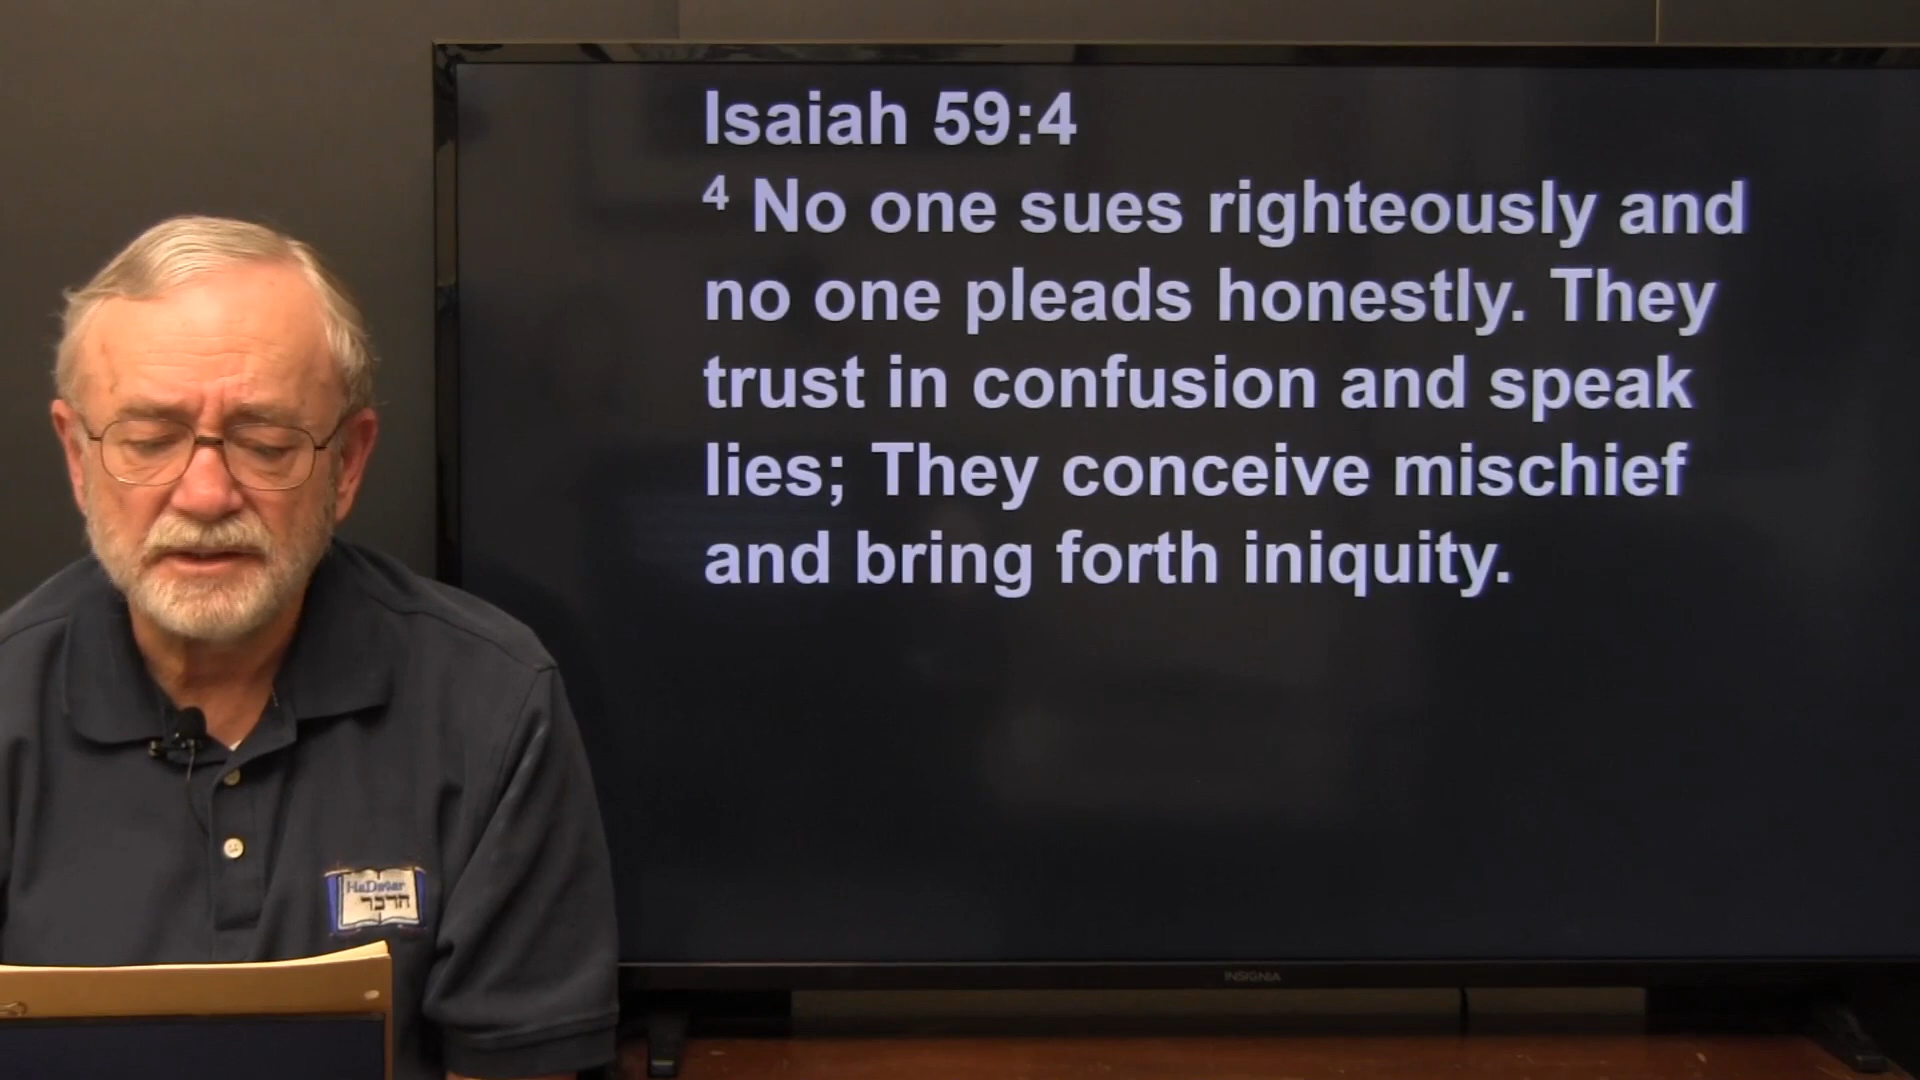 Isaiah 59:4
4 No one sues righteously and
no one pleads honestly. They
trust in confusion and speak
lies; They conceive mischief
and bring forth iniquity.
HaDavar
הדבר
INSIGNIA